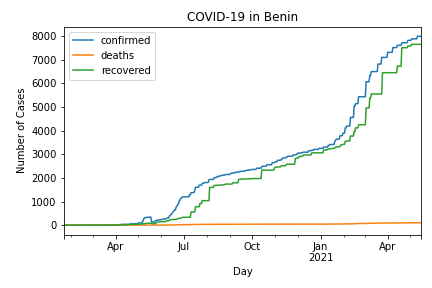 COVID-19 in Benin
confirmed
deaths
recovered
Number of Cases
8000
7000
6000
5000
4000
3000
2000
1000
0
Apr
Jul
Oct
Jan
2021
Apr
Day